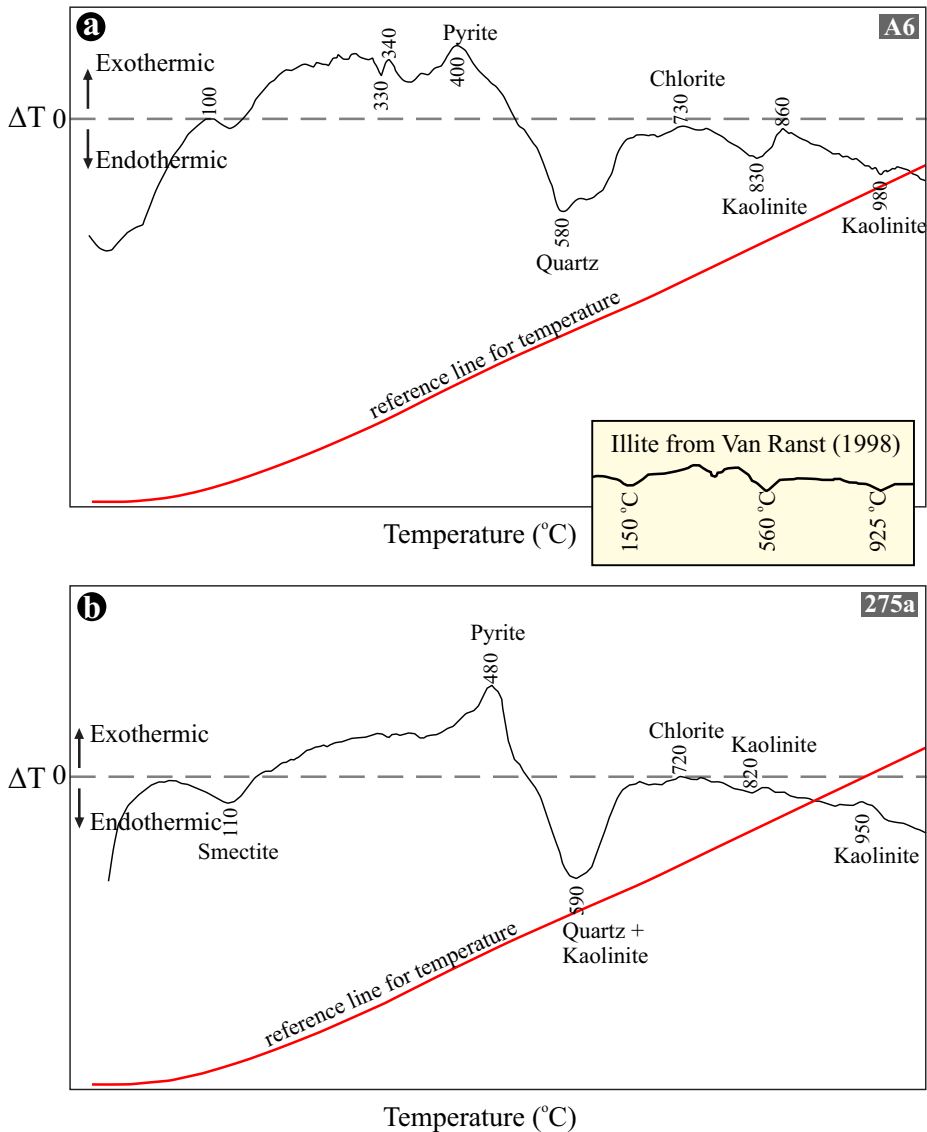 a
A6
Exothermic
ΔT 0
Endothermic
100
330
340
Pyrite
400
Quartz
580
Chlorite
730
830
Kaolinite
860
980
Kaolinite
reference line for temperature
Temperature (°C)
Illite from Van Ranst (1998)
150 °C
560 °C
925 °C
b
275a
Exothermic
ΔT 0
Endothermic
110
Smectite
Pyrite
480
590
Quartz +
Kaolinite
Chlorite
720
Kaolinite
820
950
Kaolinite
reference line for temperature
Temperature (°C)